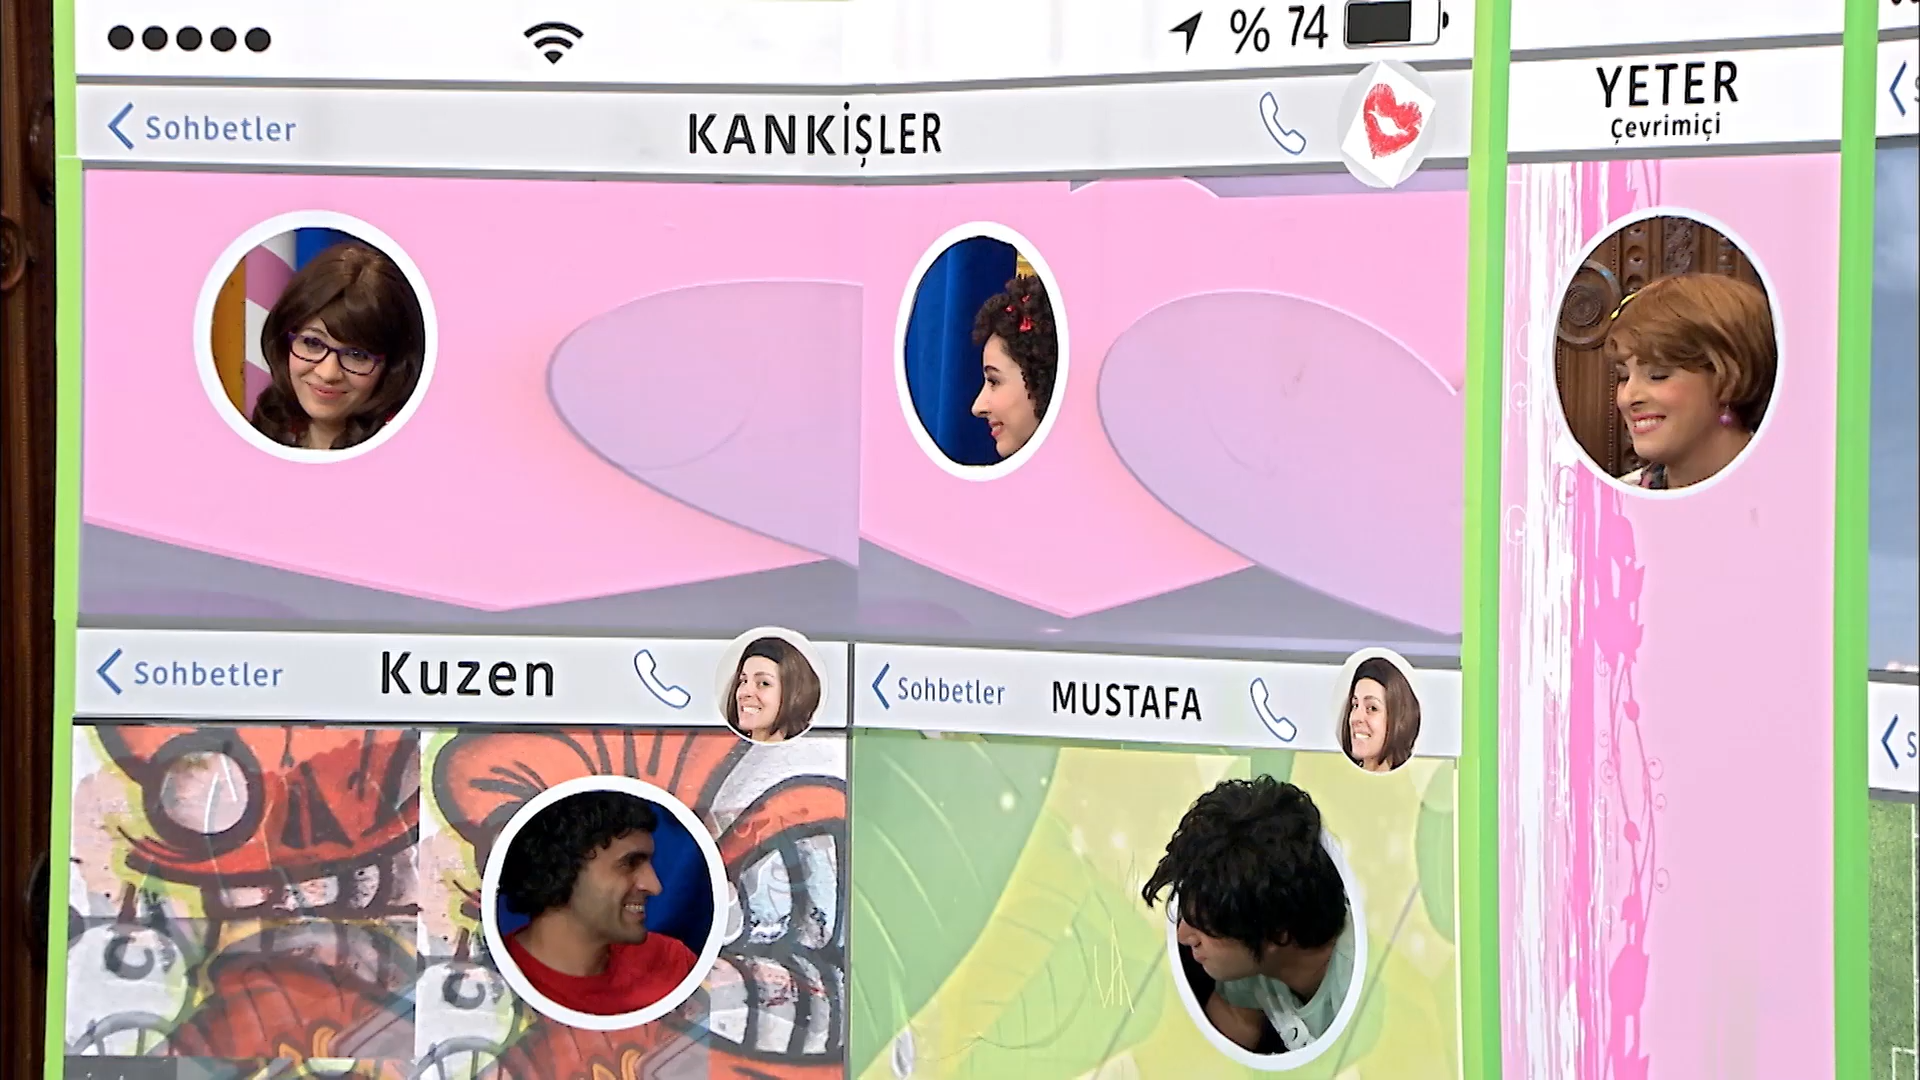 % 74
Sohbetler
KANKİŞLER
YETER
Çevrimiçi
Sohbetler
Kuzen
Sohbetler
MUSTAFA